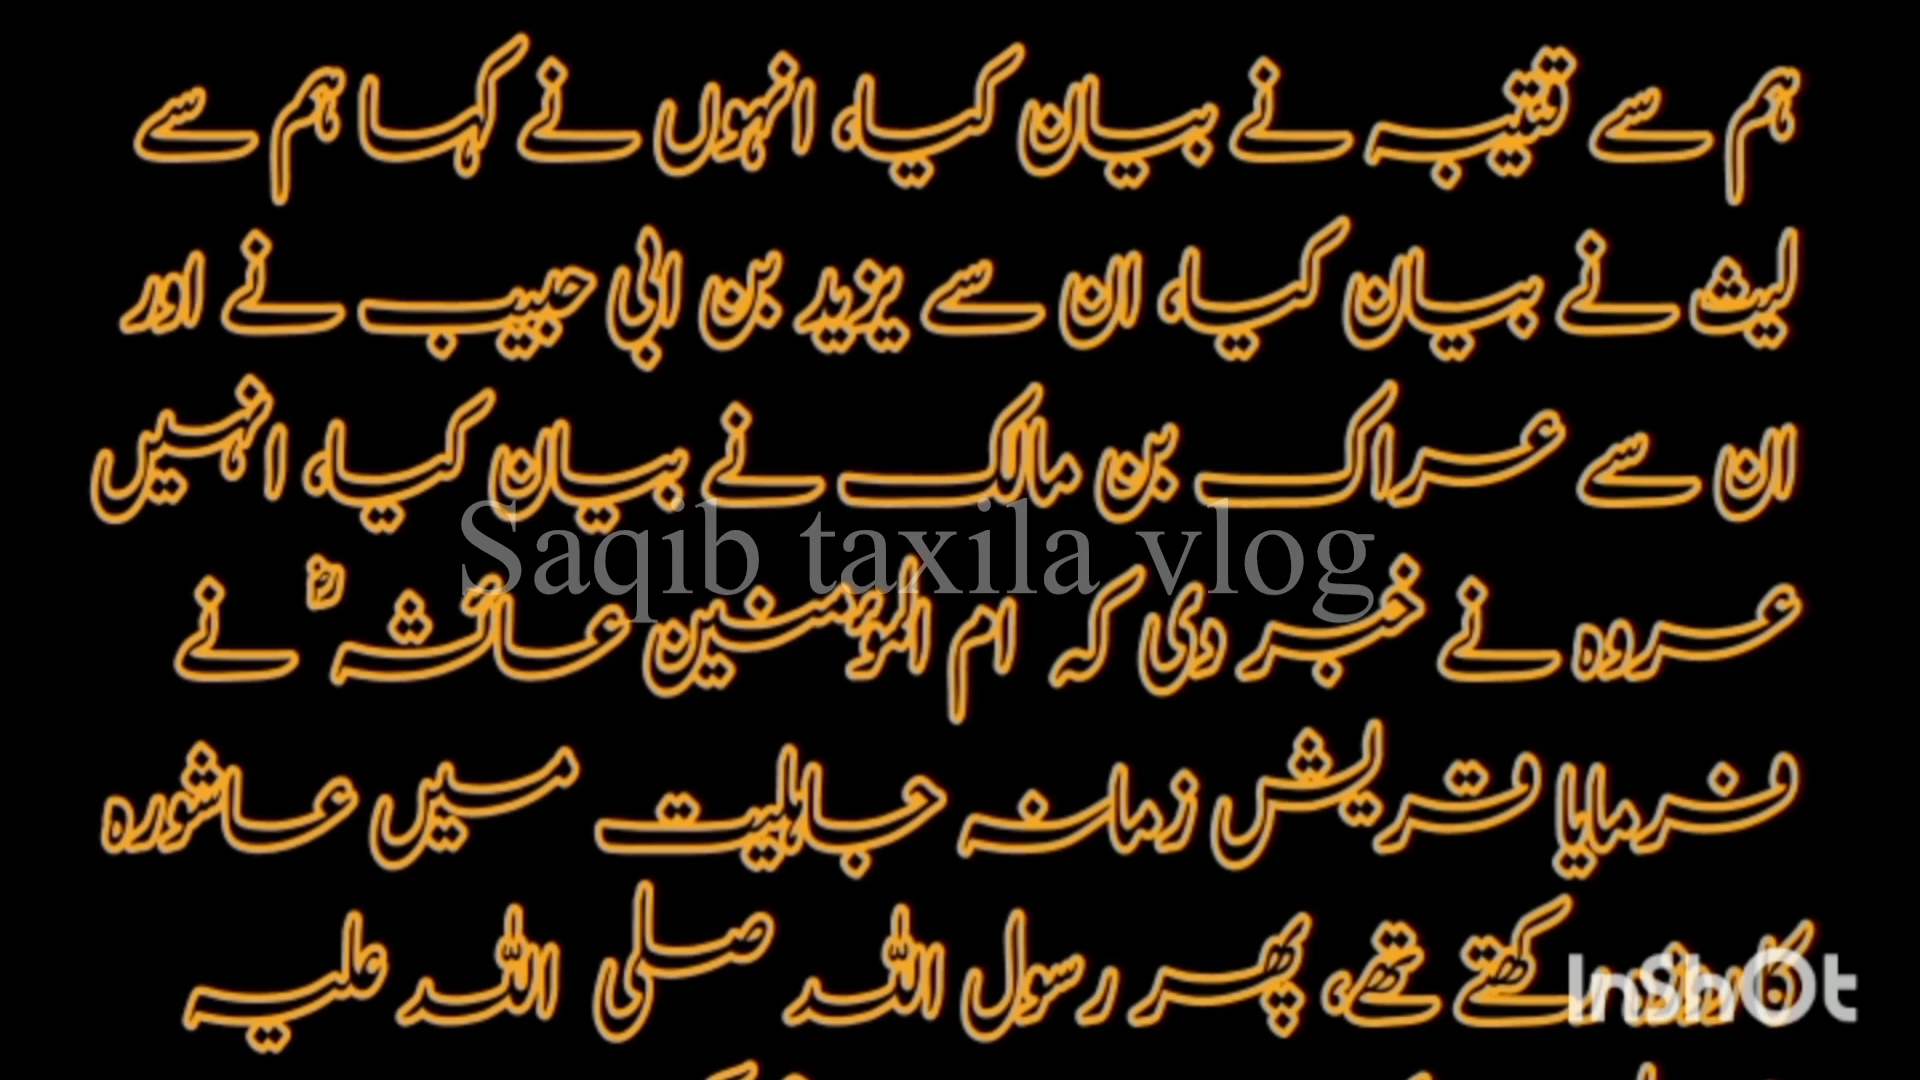 ہم سے قتیبہ نے بیان کیا، انہوں نے کہا ہم سے
لیث نے بیان کیا، ان سے یزید بن ابی حبیب نے اور
ان سے عراک بن مالک نے بیان کیا، انہیں
Saqib taxila vlog
عروہ نے خبر دی کہ ام المؤمنین عائشہ ؓ نے
فرمایا قریش زمانہ جاہلیت میں عاشورہ
کا روزہ رکھتے تھے، پھر رسول اللہ صلی اللہ علیہ
InShOt